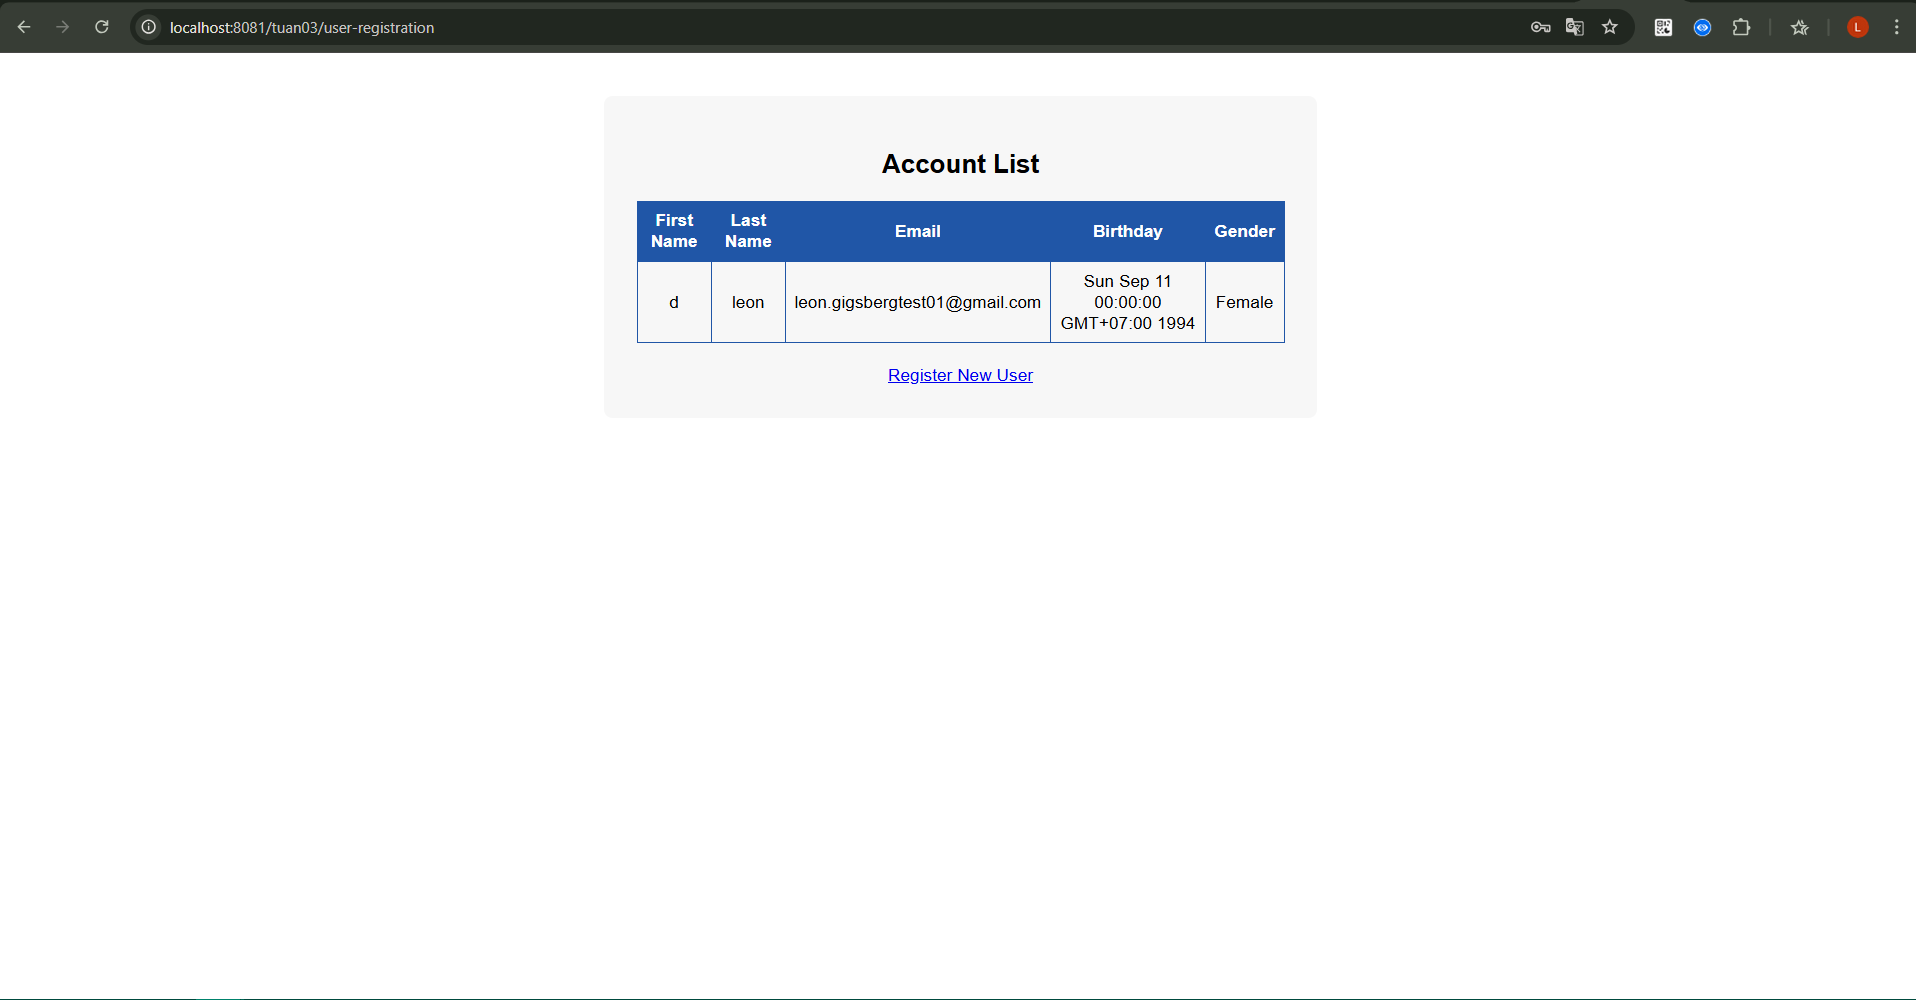 localhost:8081/tuan03/user-registration
L
Account List
First Name
Last Name
Email
Birthday
Gender
d
leon
leon.gigsbergtest01@gmail.com
Sun Sep 11
00:00:00
GMT+07:00 1994
Female
Register New User